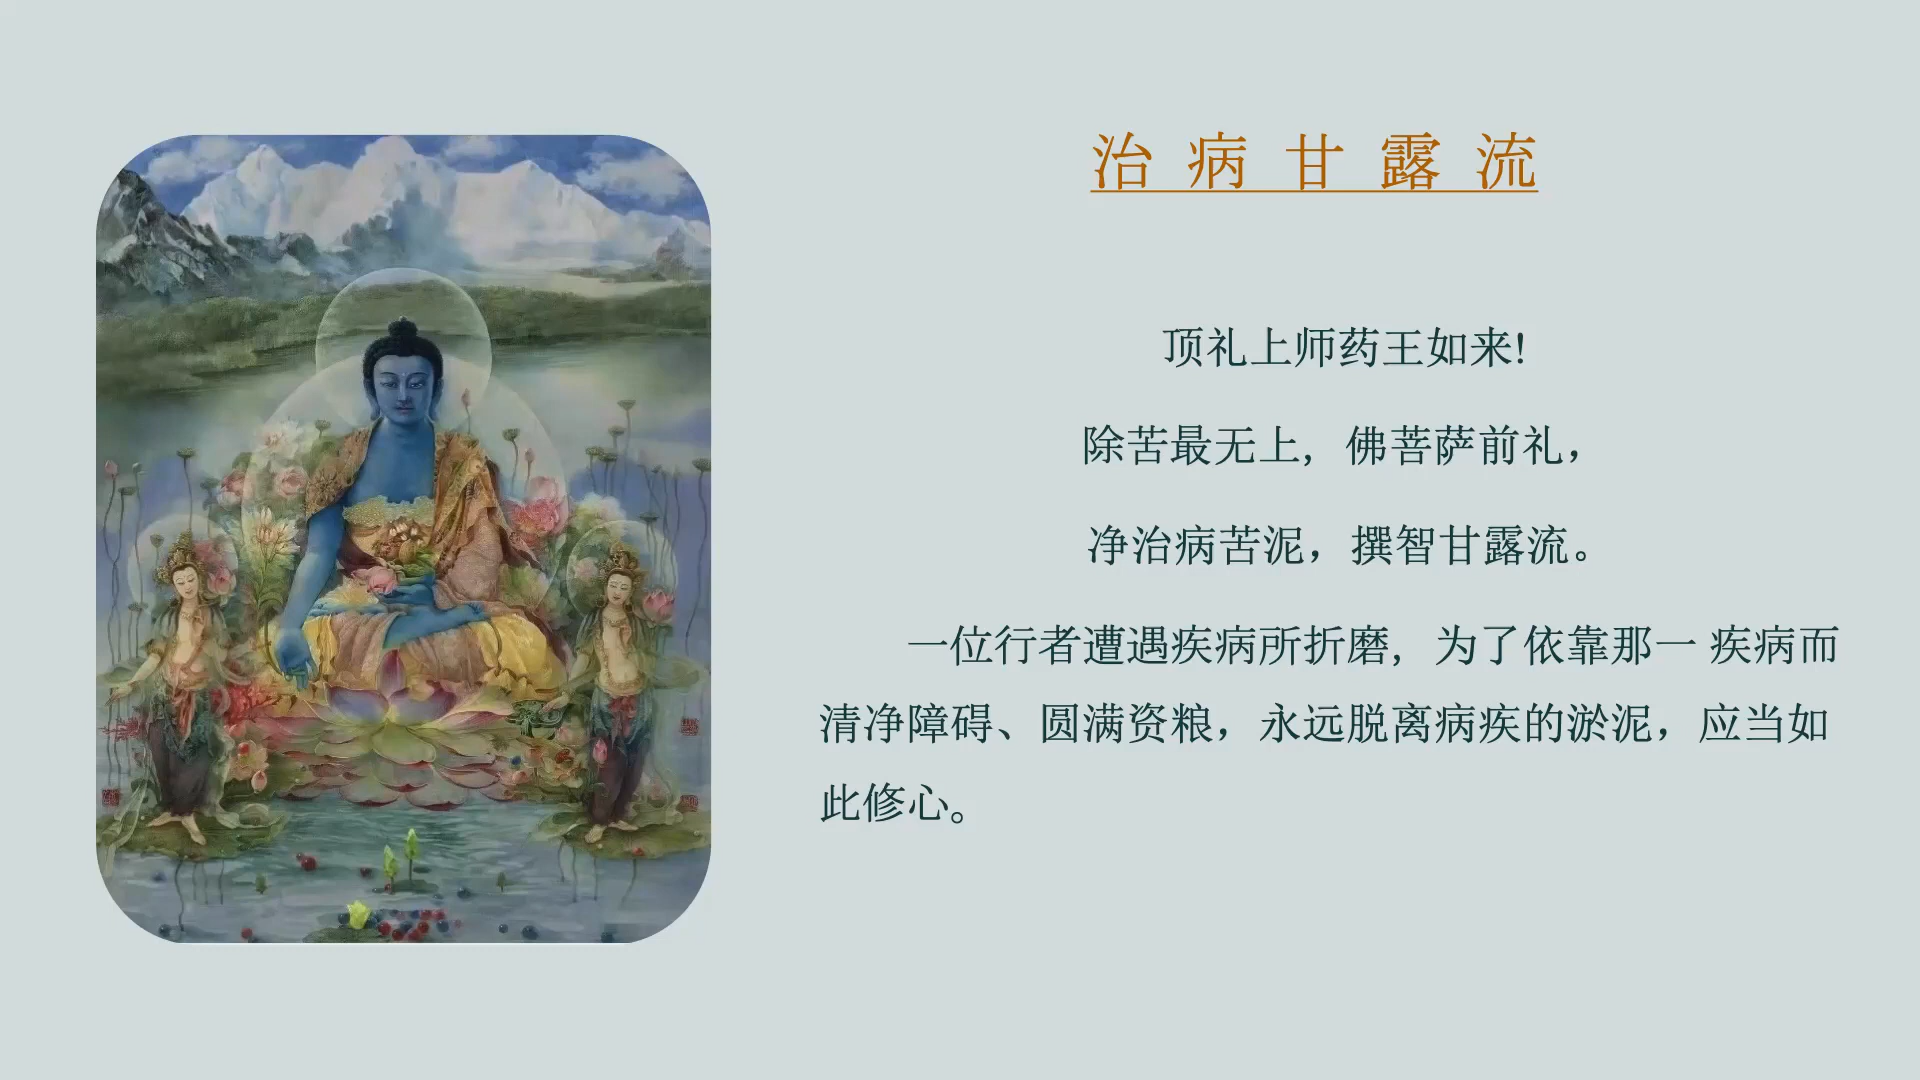 治病甘露流
顶礼上师药王如来!
除苦最无上，佛菩萨前礼，
净治病苦泥，撰智甘露流。
一位行者遭遇疾病所折磨，为了依靠那一 疾病而
清净障碍、圆满资粮，永远脱离病疾的淤泥，应当如
此修心。